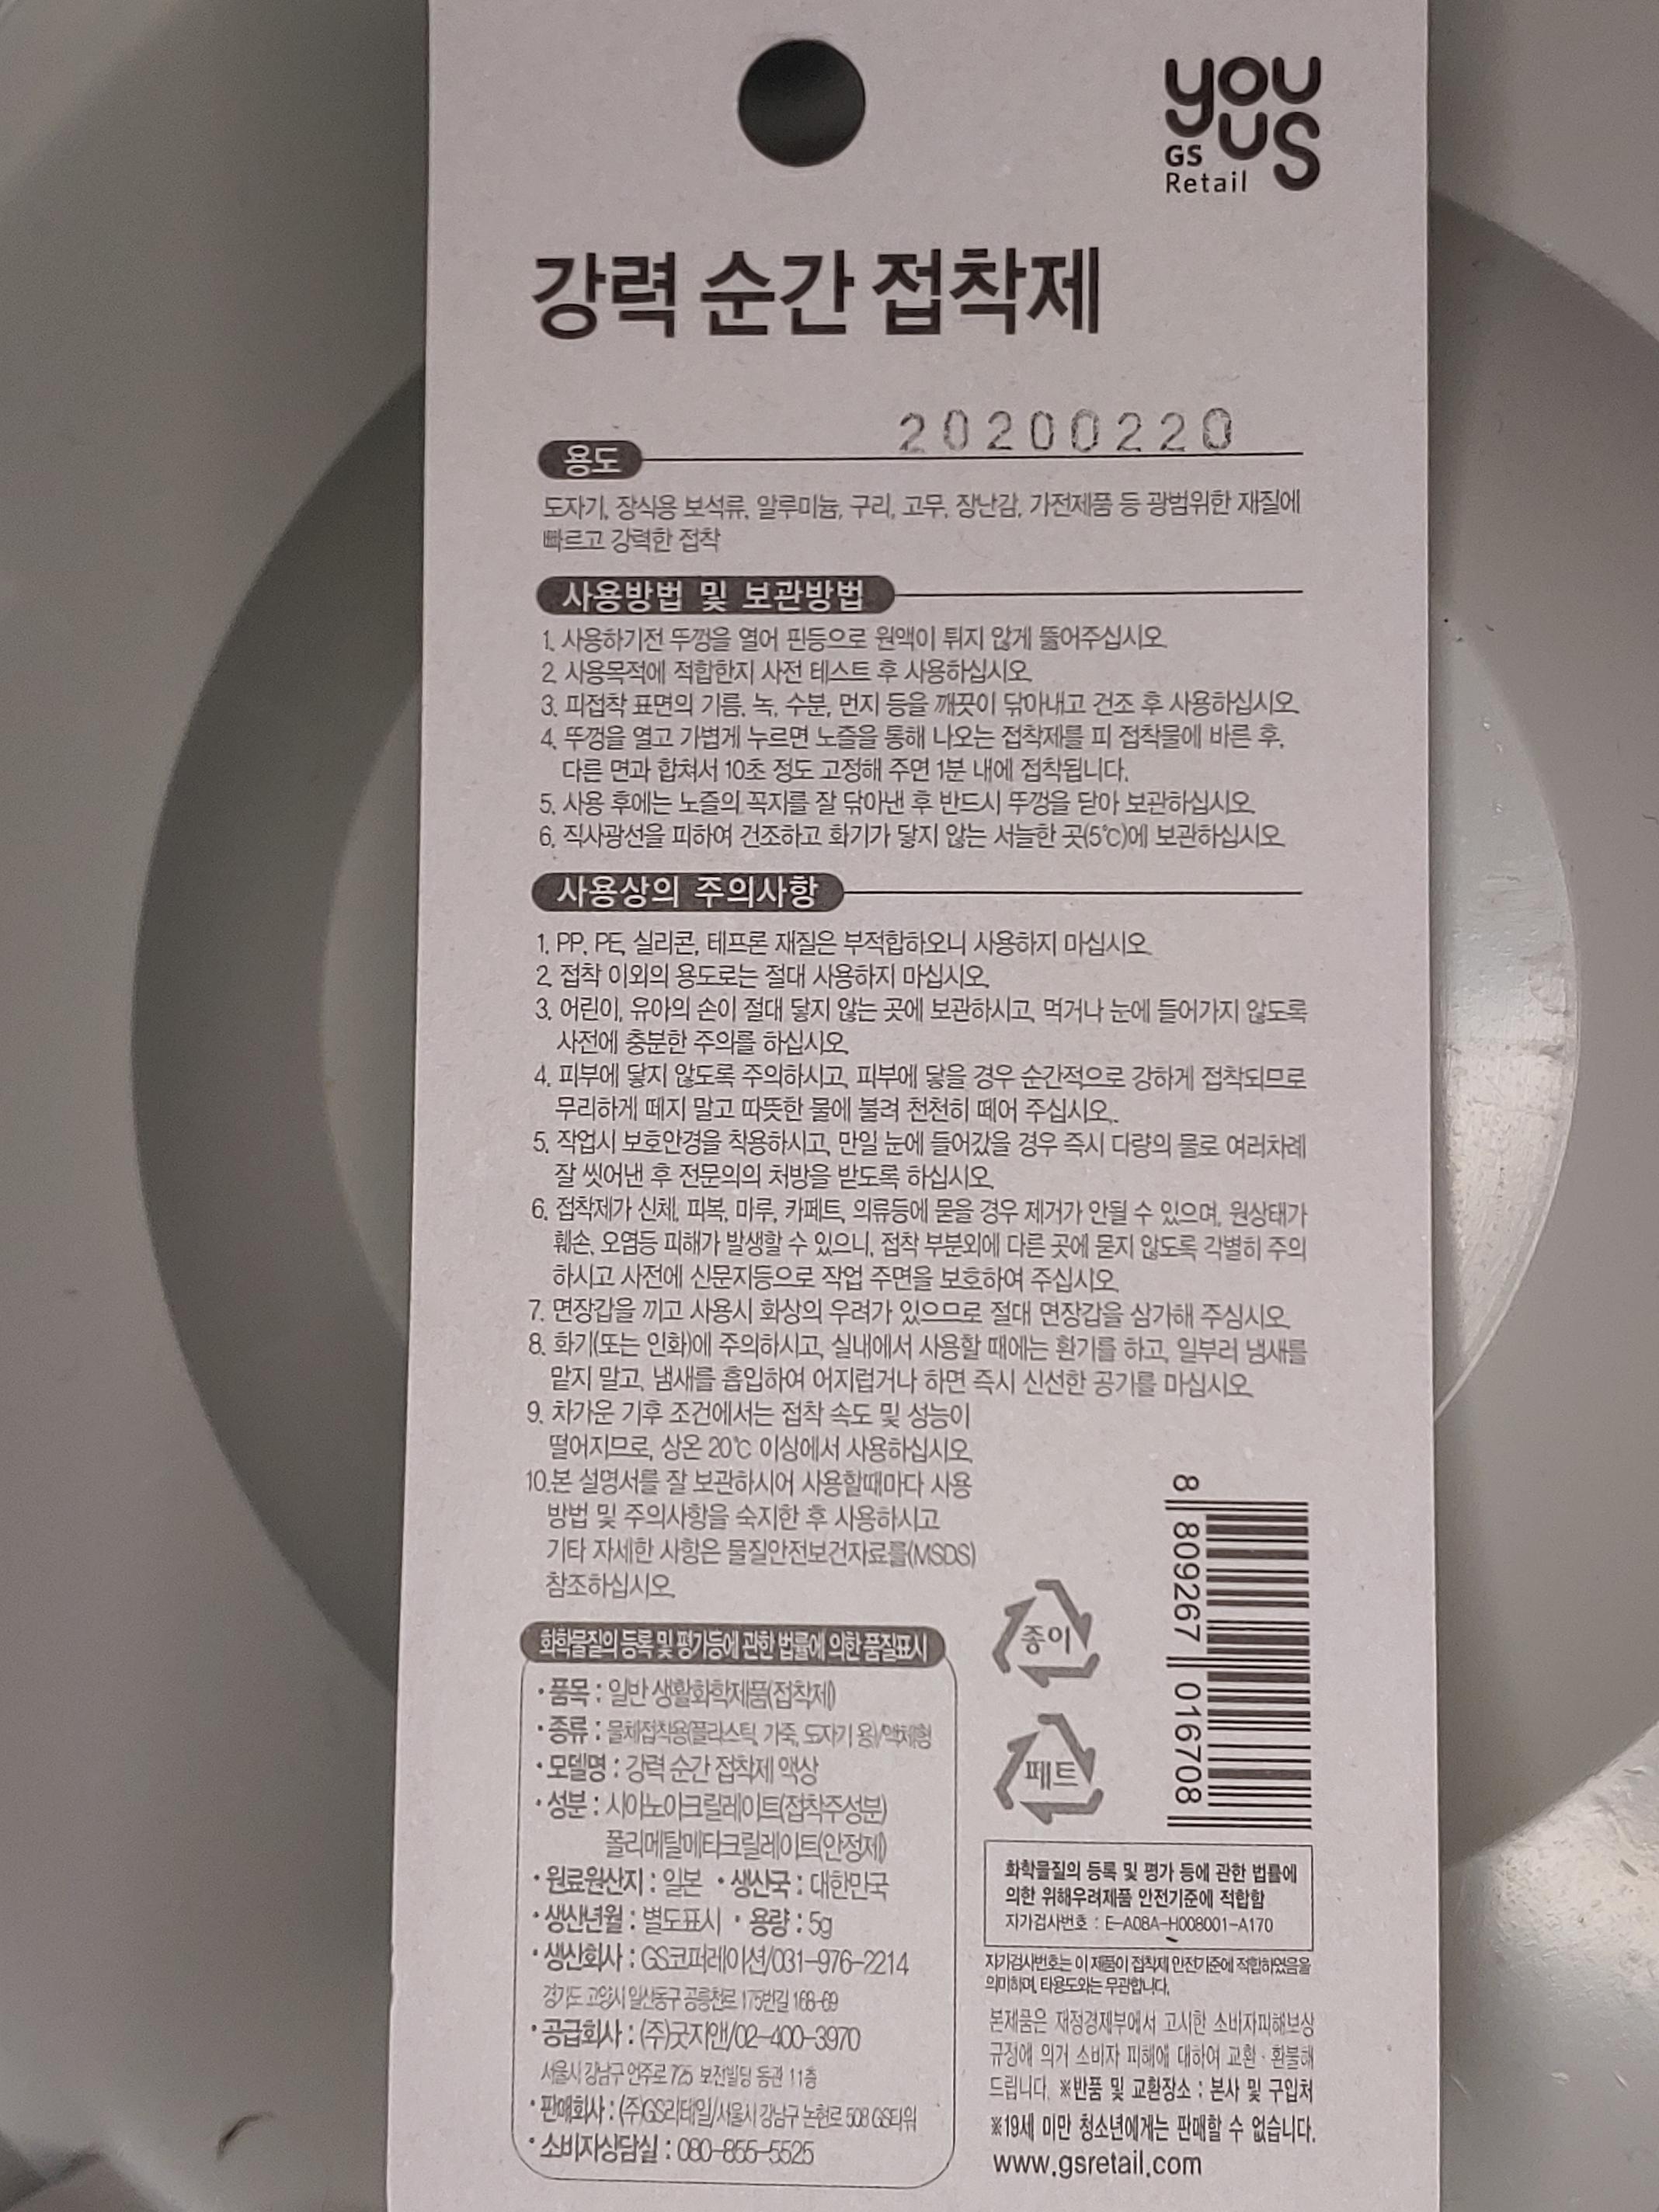 you
us
GS
Retail
강력 순간 접착제
20200220
용도
도자기, 장식용 보석류, 알루미늄, 구리, 고무, 장난감, 가전제품 등 광범위한 재질에
빠르고 강력한 접착
사용방법 및 보관방법
1. 사용하기전 뚜껑을 열어 핀등으로 원액이 튀지 않게 뚫어주십시오.
2. 사용목적에 적합한지 사전 테스트 후 사용하십시오.
3. 피접착 표면의 기름, 녹, 수분, 먼지 등을 깨끗이 닦아내고 건조 후 사용하십시오.
4. 뚜껑을 열고 가볍게 누르면 노즐을 통해 나오는 접착제를 피 접착물에 바른 후,
다른 면과 합쳐서 10초 정도 고정해 주면 1분 내에 접착됩니다.
5. 사용 후에는 노즐의 꼭지를 잘 닦아낸 후 반드시 뚜껑을 닫아 보관하십시오.
6. 직사광선을 피하여 건조하고 화기가 닿지 않는 서늘한 곳(5℃)에 보관하십시오.
사용상의 주의사항
1. PP, PE, 실리콘, 테프론 재질은 부적합하오니 사용하지 마십시오.
2. 접착 이외의 용도로는 절대 사용하지 마십시오.
3. 어린이, 유아의 손이 절대 닿지 않는 곳에 보관하시고, 먹거나 눈에 들어가지 않도록
사전에 충분한 주의를 하십시오.
4. 피부에 닿지 않도록 주의하시고, 피부에 닿을 경우 순간적으로 강하게 접착되므로
무리하게 떼지 말고 따뜻한 물에 불려 천천히 떼어 주십시오..
5. 작업시 보호안경을 착용하시고, 만일 눈에 들어갔을 경우 즉시 다량의 물로 여러차례
잘 씻어낸 후 전문의의 처방을 받도록 하십시오.
6. 접착제가 신체, 피복, 마루, 카페트, 의류등에 묻을 경우 제거가 안될 수 있으며, 원상태가
훼손, 오염등 피해가 발생할 수 있으니, 접착 부분외에 다른 곳에 묻지 않도록 각별히 주의
하시고 사전에 신문지등으로 작업 주면을 보호하여 주십시오.
7. 면장갑을 끼고 사용시 화상의 우려가 있으므로 절대 면장갑을 삼가해 주심시오.
8. 화기(또는 인화)에 주의하시고, 실내에서 사용할 때에는 환기를 하고, 일부러 냄새를
맡지 말고, 냄새를 흡입하여 어지럽거나 하면 즉시 신선한 공기를 마십시오.
9. 차가운 기후 조건에서는 접착 속도 및 성능이
떨어지므로, 상온 20℃ 이상에서 사용하십시오.
10.본 설명서를 잘 보관하시어 사용할때마다 사용
방법 및 주의사항을 숙지한 후 사용하시고
기타 자세한 사항은 물질안전보건자료를(MSDS)
참조하십시오.
화학물질의 등록 및 평가등에 관한 법률에 의한 품질표시
· 품목 : 일반 생활화학제품(접착제)
· 종류 : 물체접착용(플라스틱, 가죽, 도자기 용)/액체형
· 모델명 : 강력 순간 접착제 액상
· 성분 : 시아노아크릴레이트(접착주성분)
폴리메탈메타크릴레이트(안정제)
· 원료원산지 : 일본 · 생산국 : 대한민국
· 생산년월 : 별도표시 · 용량 : 5g
· 생산회사 : GS코퍼레이션/031-976-2214
경기도 고양시 일산동구 공릉천로 175번길 168-69
· 공급회사 : (주)굿지앤/02-400-3970
서울시 강남구 언주로 725 보전빌딩 동관 11층
· 판매회사 : (주)GS리테일/서울시 강남구 논현로 508 GS타워
· 소비자상담실 : 080-855-5525
종이
페트
8 809267 016708
화학물질의 등록 및 평가 등에 관한 법률에
의한 위해우려제품 안전기준에 적합함
자가검사번호 : E-A08A-H008001-A170
자가검사번호는 이 제품이 접착제 안전기준에 적합하였음을
의미하며, 타용도와는 무관합니다.
본제품은 재정경제부에서 고시한 소비자피해보상
규정에 의거 소비자 피해에 대하여 교환·환불해
드립니다. ※반품 및 교환장소 : 본사 및 구입처
※19세 미만 청소년에게는 판매할 수 없습니다.
www.gsretail.com